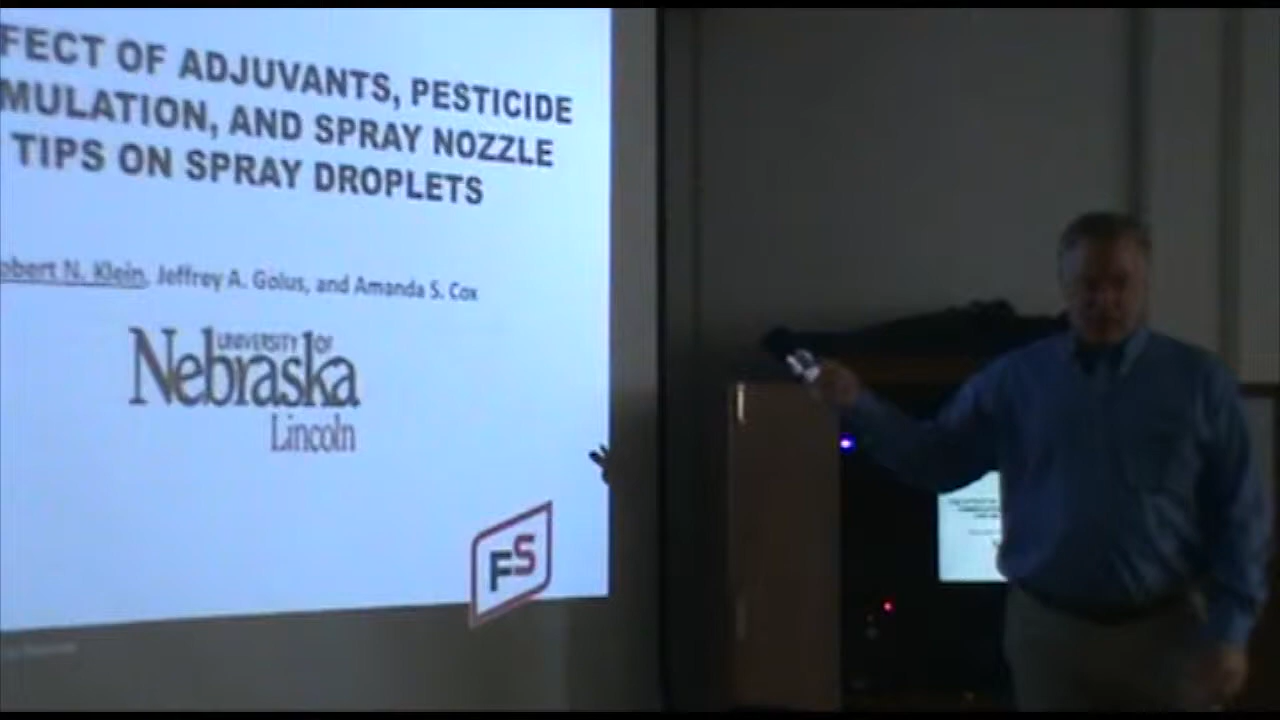 FECT OF ADJUVANTS, PESTICIDE
MULATION, AND SPRAY NOZZLE
TIPS ON SPRAY DROPLETS
obert N. Klein, Jeffrey A. Golus, and Amanda S. Cox
UNIVERSITY OF
Nebraska
Lincoln
FS